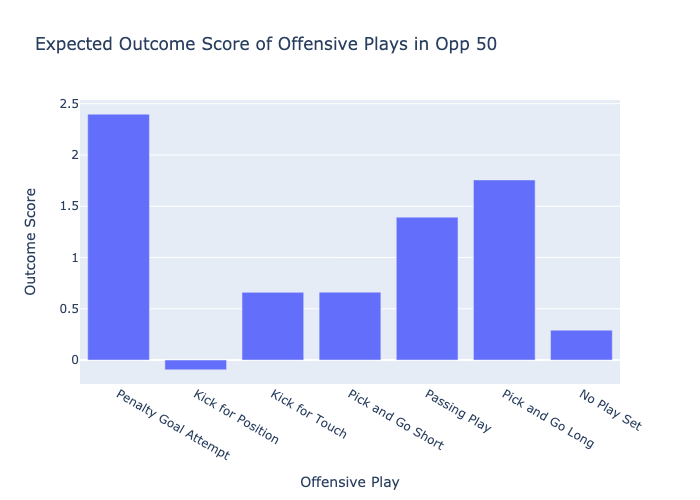 Expected Outcome Score of Offensive Plays in Opp 50
2.5
2
1.5
1
0.5
0
Outcome Score
Penalty Goal Attempt
Kick for Position
Kick for Touch
Pick and Go Short
Passing Play
Pick and Go Long
No Play Set
Offensive Play